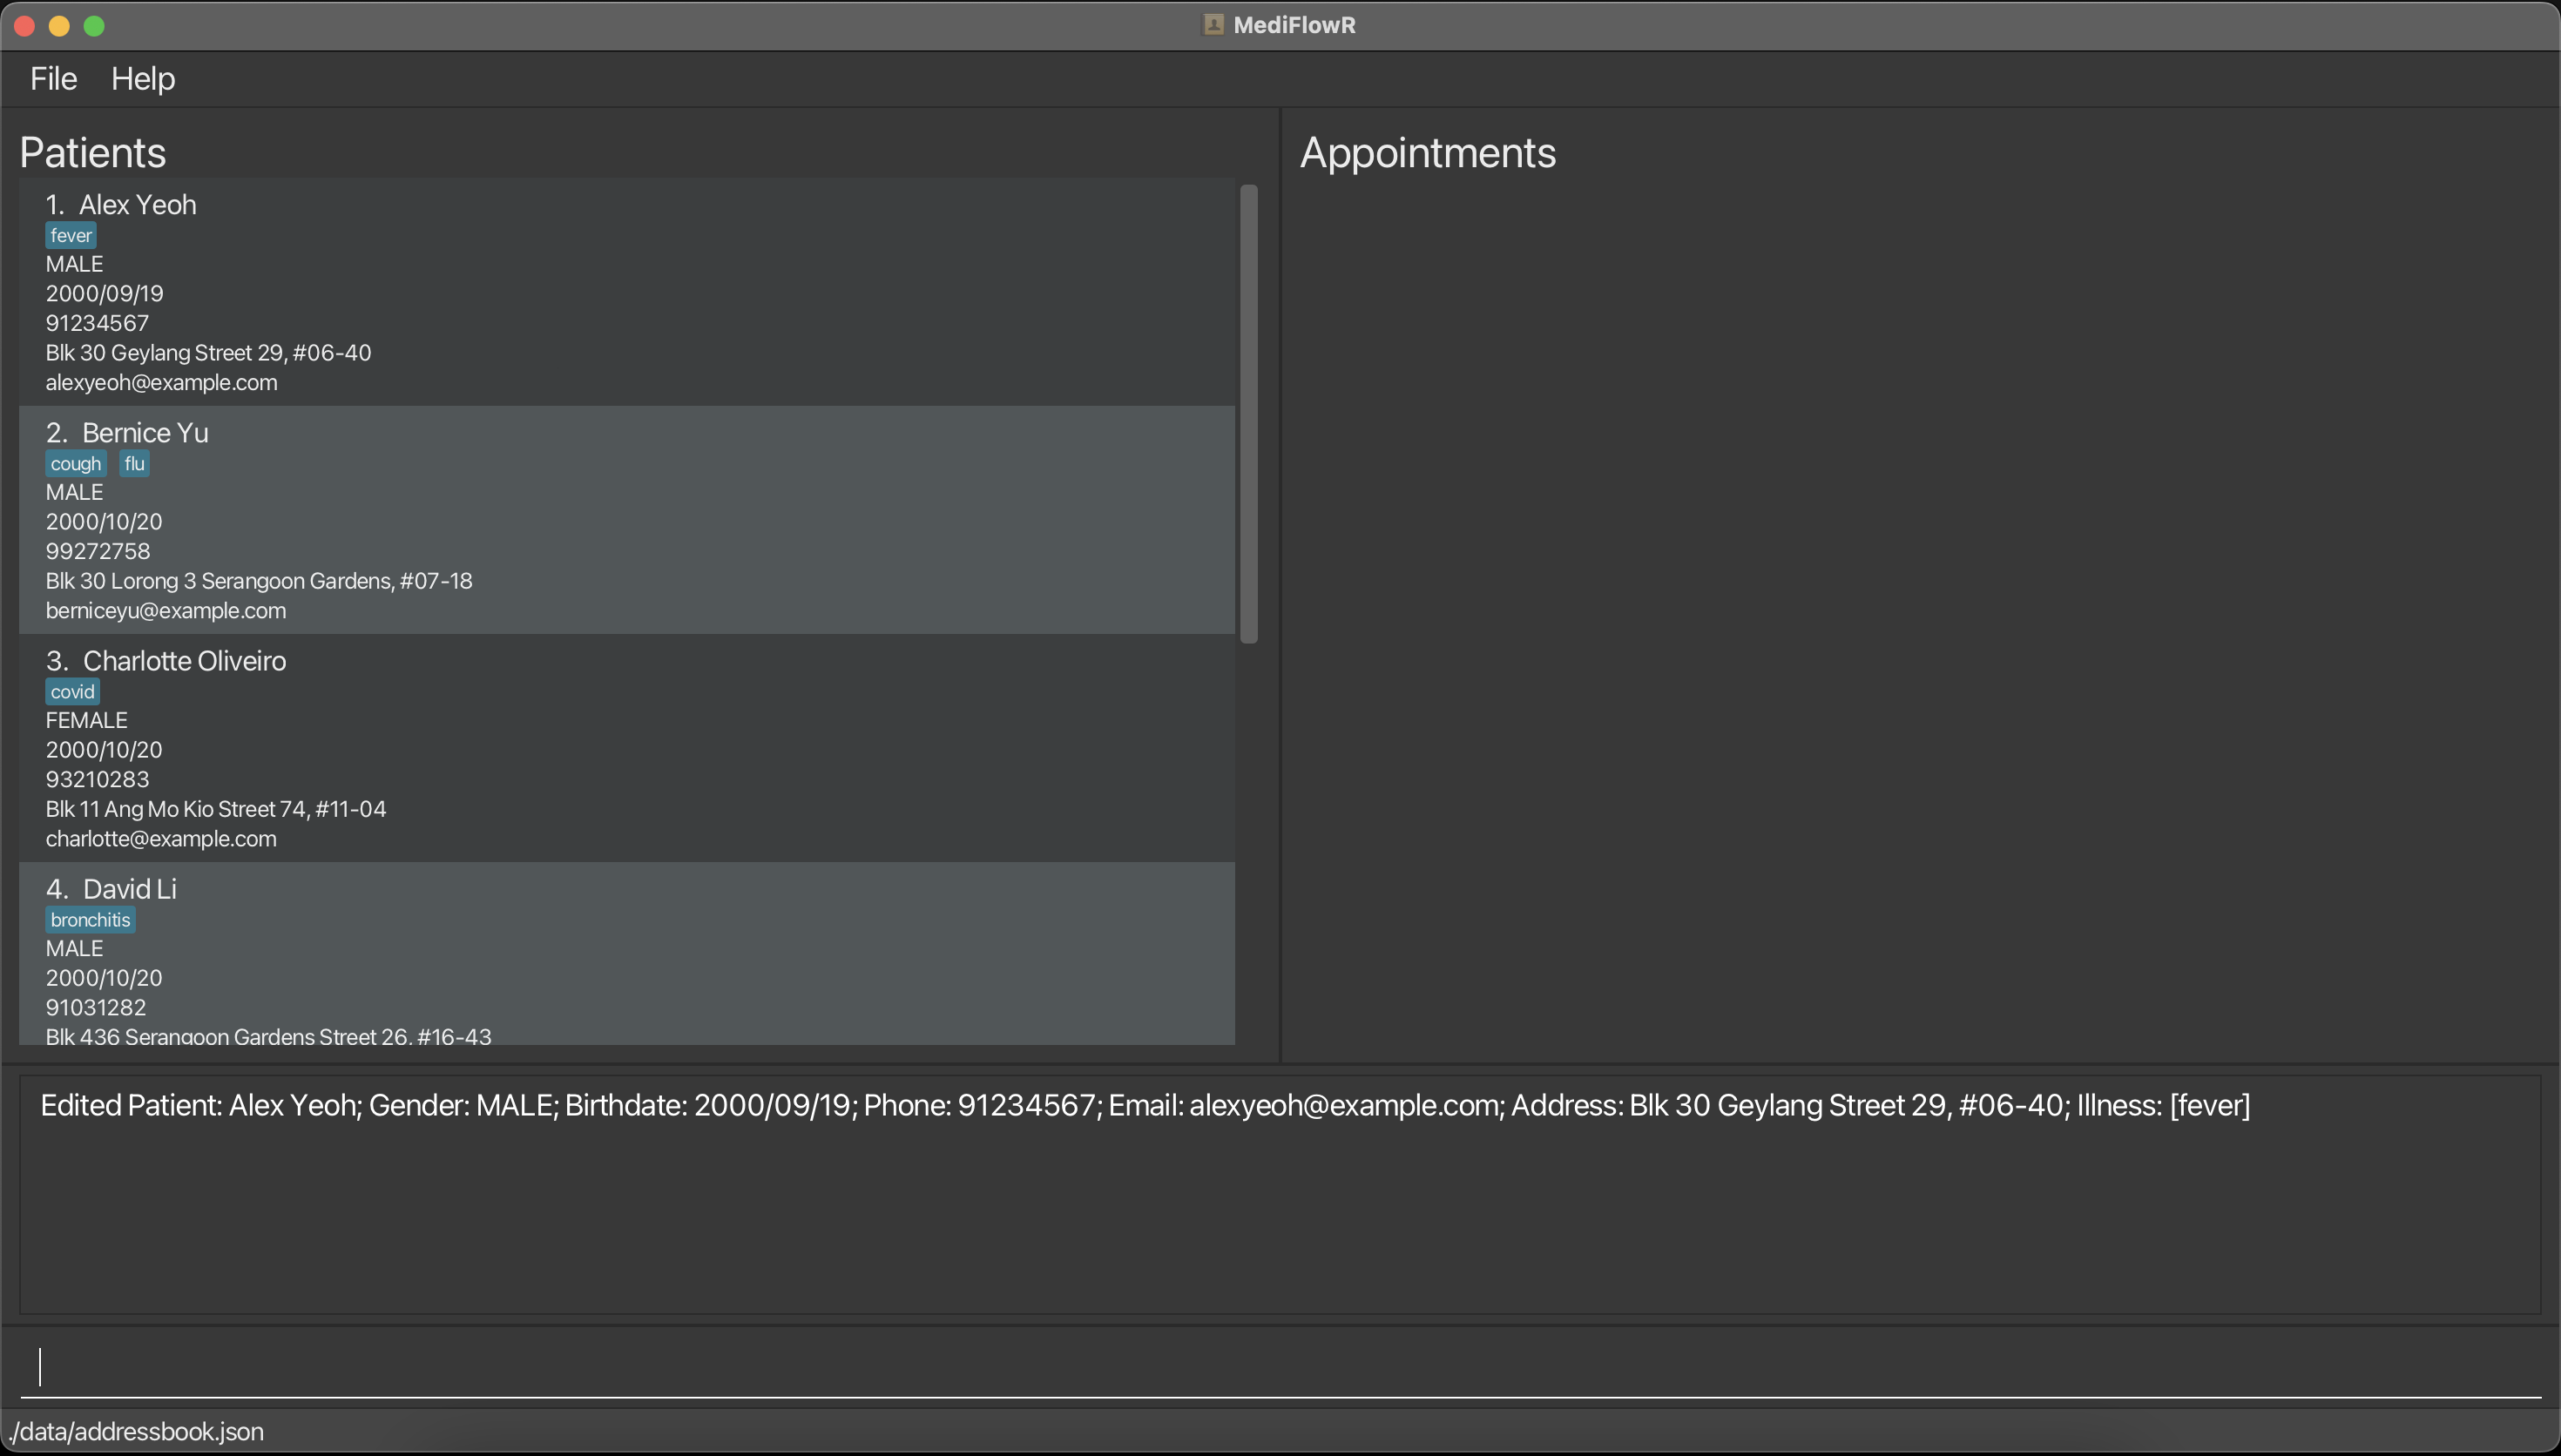 MediFlowR
File Help
Patients
1. Alex Yeoh
fever
MALE
2000/09/19
91234567
Blk 30 Geylang Street 29, #06-40
alexyeoh@example.com
2. Bernice Yu
cough flu
MALE
2000/10/20
99272758
Blk 30 Lorong 3 Serangoon Gardens, #07-18
berniceyu@example.com
3. Charlotte Oliveiro
covid
FEMALE
2000/10/20
93210283
Blk 11 Ang Mo Kio Street 74, #11-04
charlotte@example.com
4. David Li
bronchitis
MALE
2000/10/20
91031282
Blk 436 Serangoon Gardens Street 26, #16-43
Appointments
Edited Patient: Alex Yeoh; Gender: MALE; Birthdate: 2000/09/19; Phone: 91234567; Email: alexyeoh@example.com; Address: Blk 30 Geylang Street 29, #06-40; Illness: [fever]
./data/addressbook.json